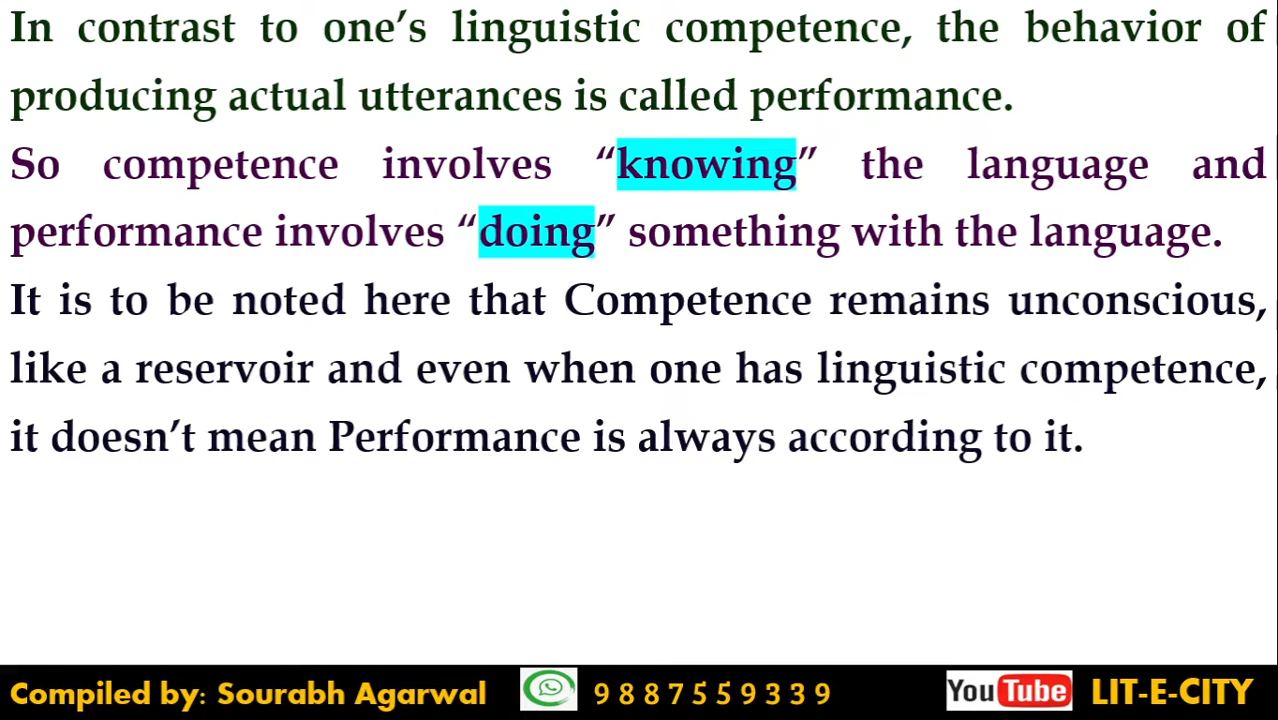 In contrast to one’s linguistic competence, the behavior of
producing actual utterances is called performance.
So competence involves “knowing” the language and
performance involves “doing” something with the language.
It is to be noted here that Competence remains unconscious,
like a reservoir and even when one has linguistic competence,
it doesn’t mean Performance is always according to it.
Compiled by: Sourabh Agarwal 9887559339 YouTube LIT-E-CITY